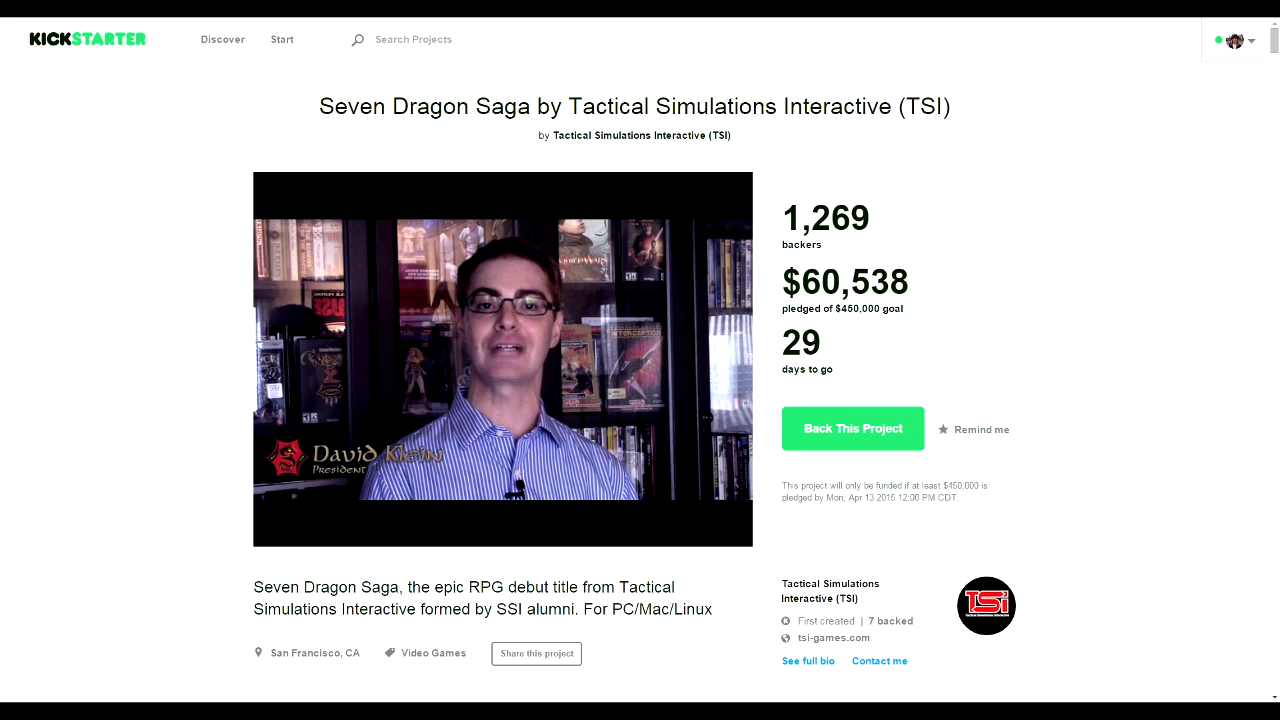 KICKSTARTER
Discover
Start
Search Projects
Seven Dragon Saga by Tactical Simulations Interactive (TSI)
by Tactical Simulations Interactive (TSI)
David Klein
President
1,269
backers
$60,538
pledged of $450,000 goal
29
days to go
Back This Project
Remind me
This project will only be funded if at least $450,000 is
pledged by Mon, Apr 13 2015 12:00 PM CDT.
Seven Dragon Saga, the epic RPG debut title from Tactical
Simulations Interactive formed by SSI alumni. For PC/Mac/Linux
San Francisco, CA
Video Games
Share this project
Tactical Simulations
Interactive (TSI)
First created | 7 backed
tsi-games.com
See full bio
Contact me
TSI
Tactical Simulations Interactive